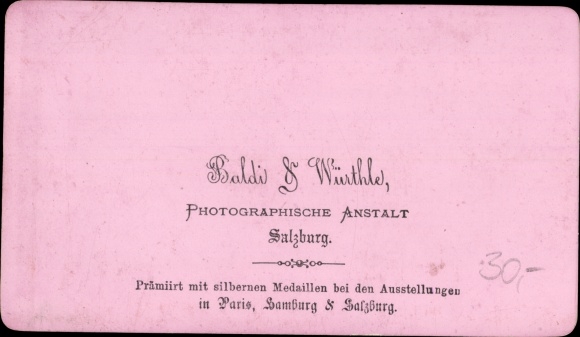 Baldi & Würthle,
PHOTOGRAPHISCHE ANSTALT
Salzburg.
30,-
Prämiirt mit silbernen Medaillen bei den Ausstellungen
in Paris, Hamburg & Salzburg.